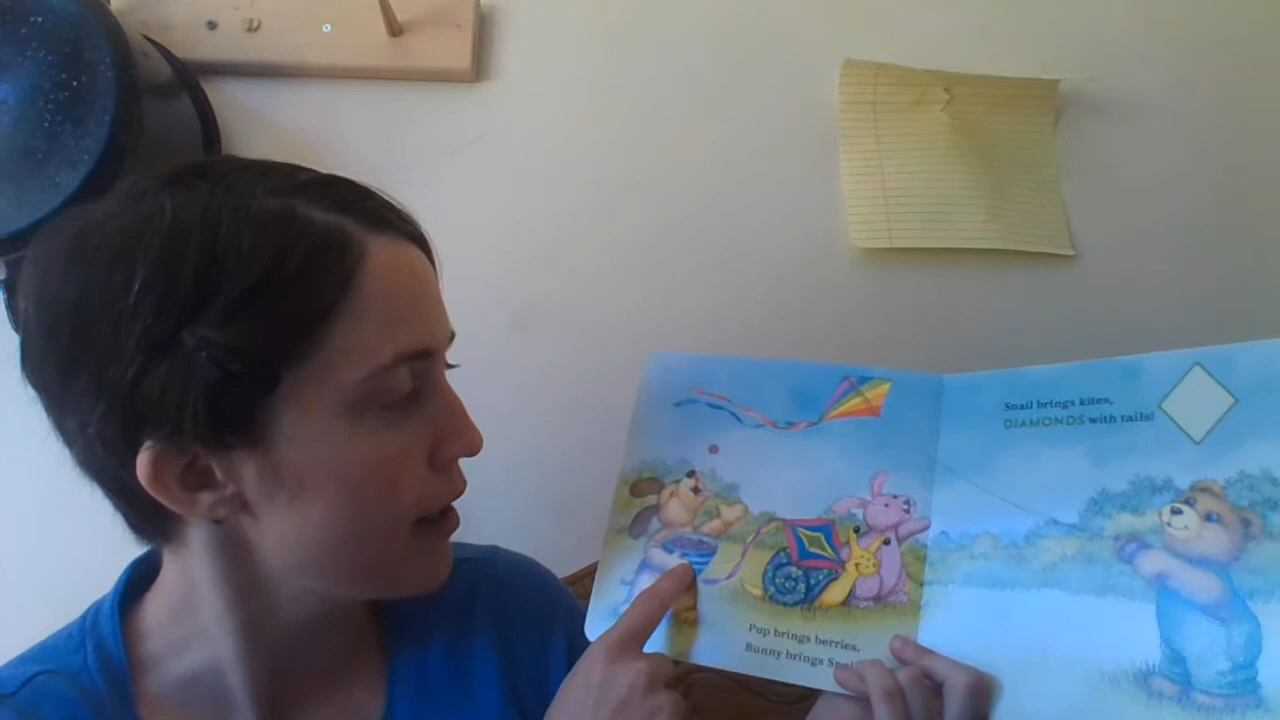 Pup brings berries,
Bunny brings
Snail brings kites,
DIAMONDS with tails!